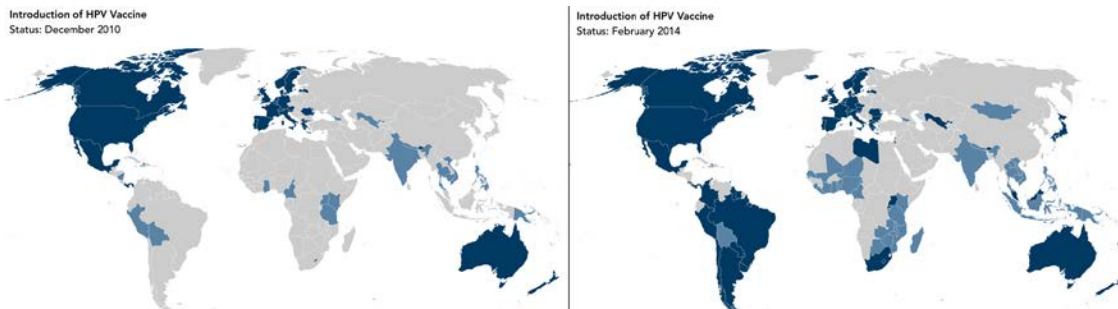 Introduction of HPV Vaccine
Status: December 2010
Introduction of HPV Vaccine
Status: February 2014